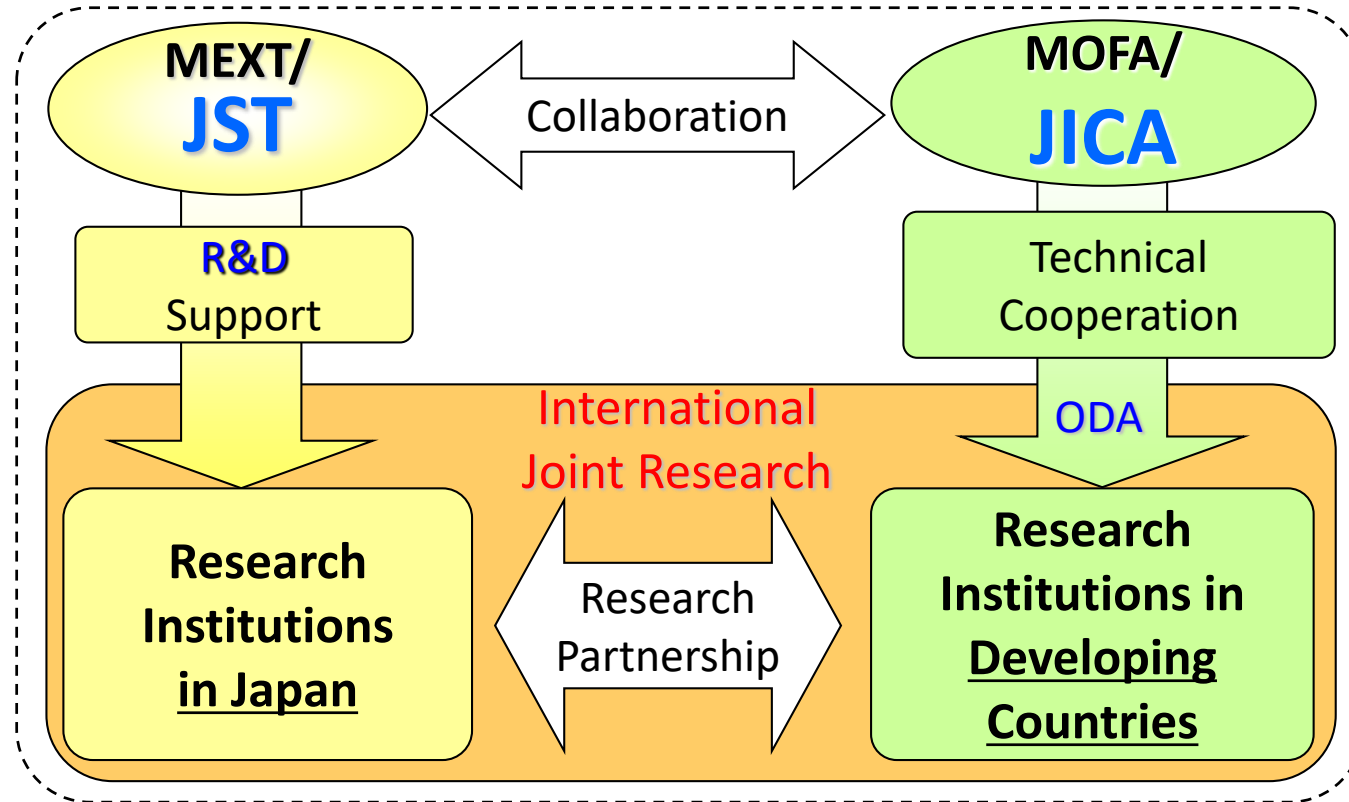 MEXT/
JST
Collaboration
MOFA/
JICA
R&D
Support
Technical
Cooperation
International
Joint Research
ODA
Research
Institutions
in Japan
Research
Partnership
Research
Institutions in
Developing
Countries